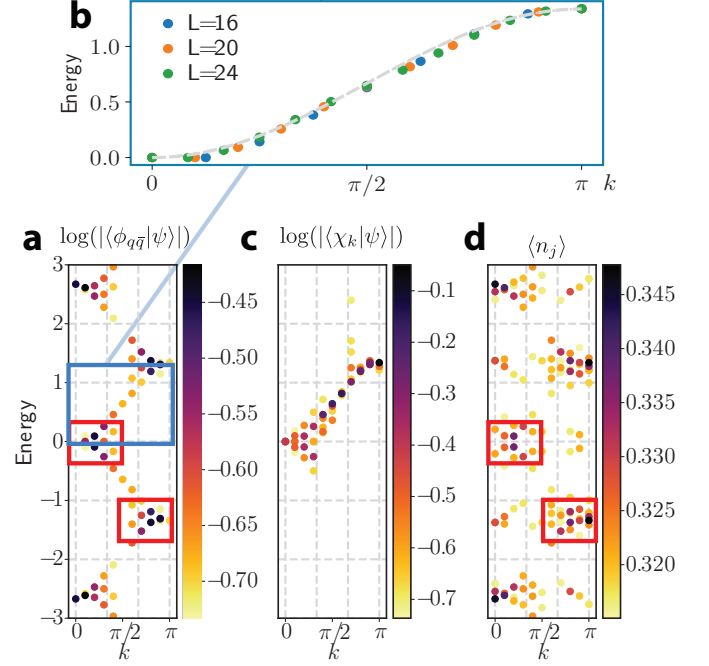 b
Energy
1.0
0.5
0.0
L=16
L=20
L=24
0
π/2
π
k
a
log(|⟨ϕ_{qq̄}|ψ⟩|)
c
log(|⟨χ_k|ψ⟩|)
d
⟨n_j⟩
Energy
3
2
1
0
−1
−2
−3
0
π/2
π
k
−0.45
−0.50
−0.55
−0.60
−0.65
−0.70
0
π/2
π
k
−0.1
−0.2
−0.3
−0.4
−0.5
−0.6
−0.7
0
π/2
π
k
0.345
0.340
0.335
0.330
0.325
0.320